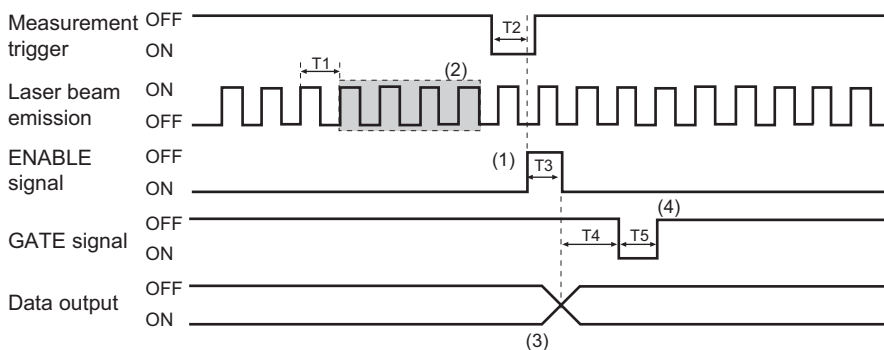 Measurement trigger OFF ON T2
T1 (2)
Laser beam emission ON OFF
ENABLE signal OFF ON (1) T3
GATE signal OFF ON T4 T5 (4)
Data output OFF ON
(3)